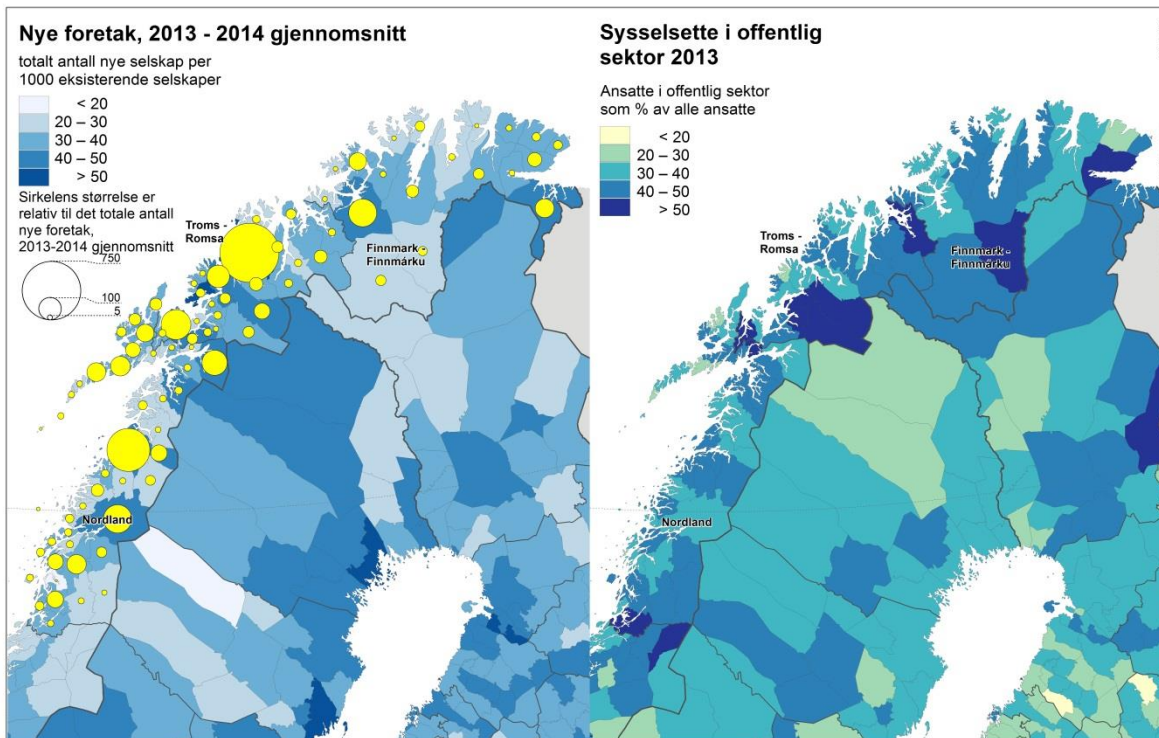 Nye foretak, 2013 - 2014 gjennomsnitt
totalt antall nye selskap per
1000 eksisterende selskaper
< 20
20 – 30
30 – 40
40 – 50
> 50
Sirkelens størrelse er
relativ til det totale antall
nye foretak,
2013-2014 gjennomsnitt
750
100
5
Troms -
Romsa
Finnmark -
Finnmárku
Nordland
Sysselsette i offentlig
sektor 2013
Ansatte i offentlig sektor
som % av alle ansatte
< 20
20 – 30
30 – 40
40 – 50
> 50
Troms -
Romsa
Finnmark -
Finnmárku
Nordland